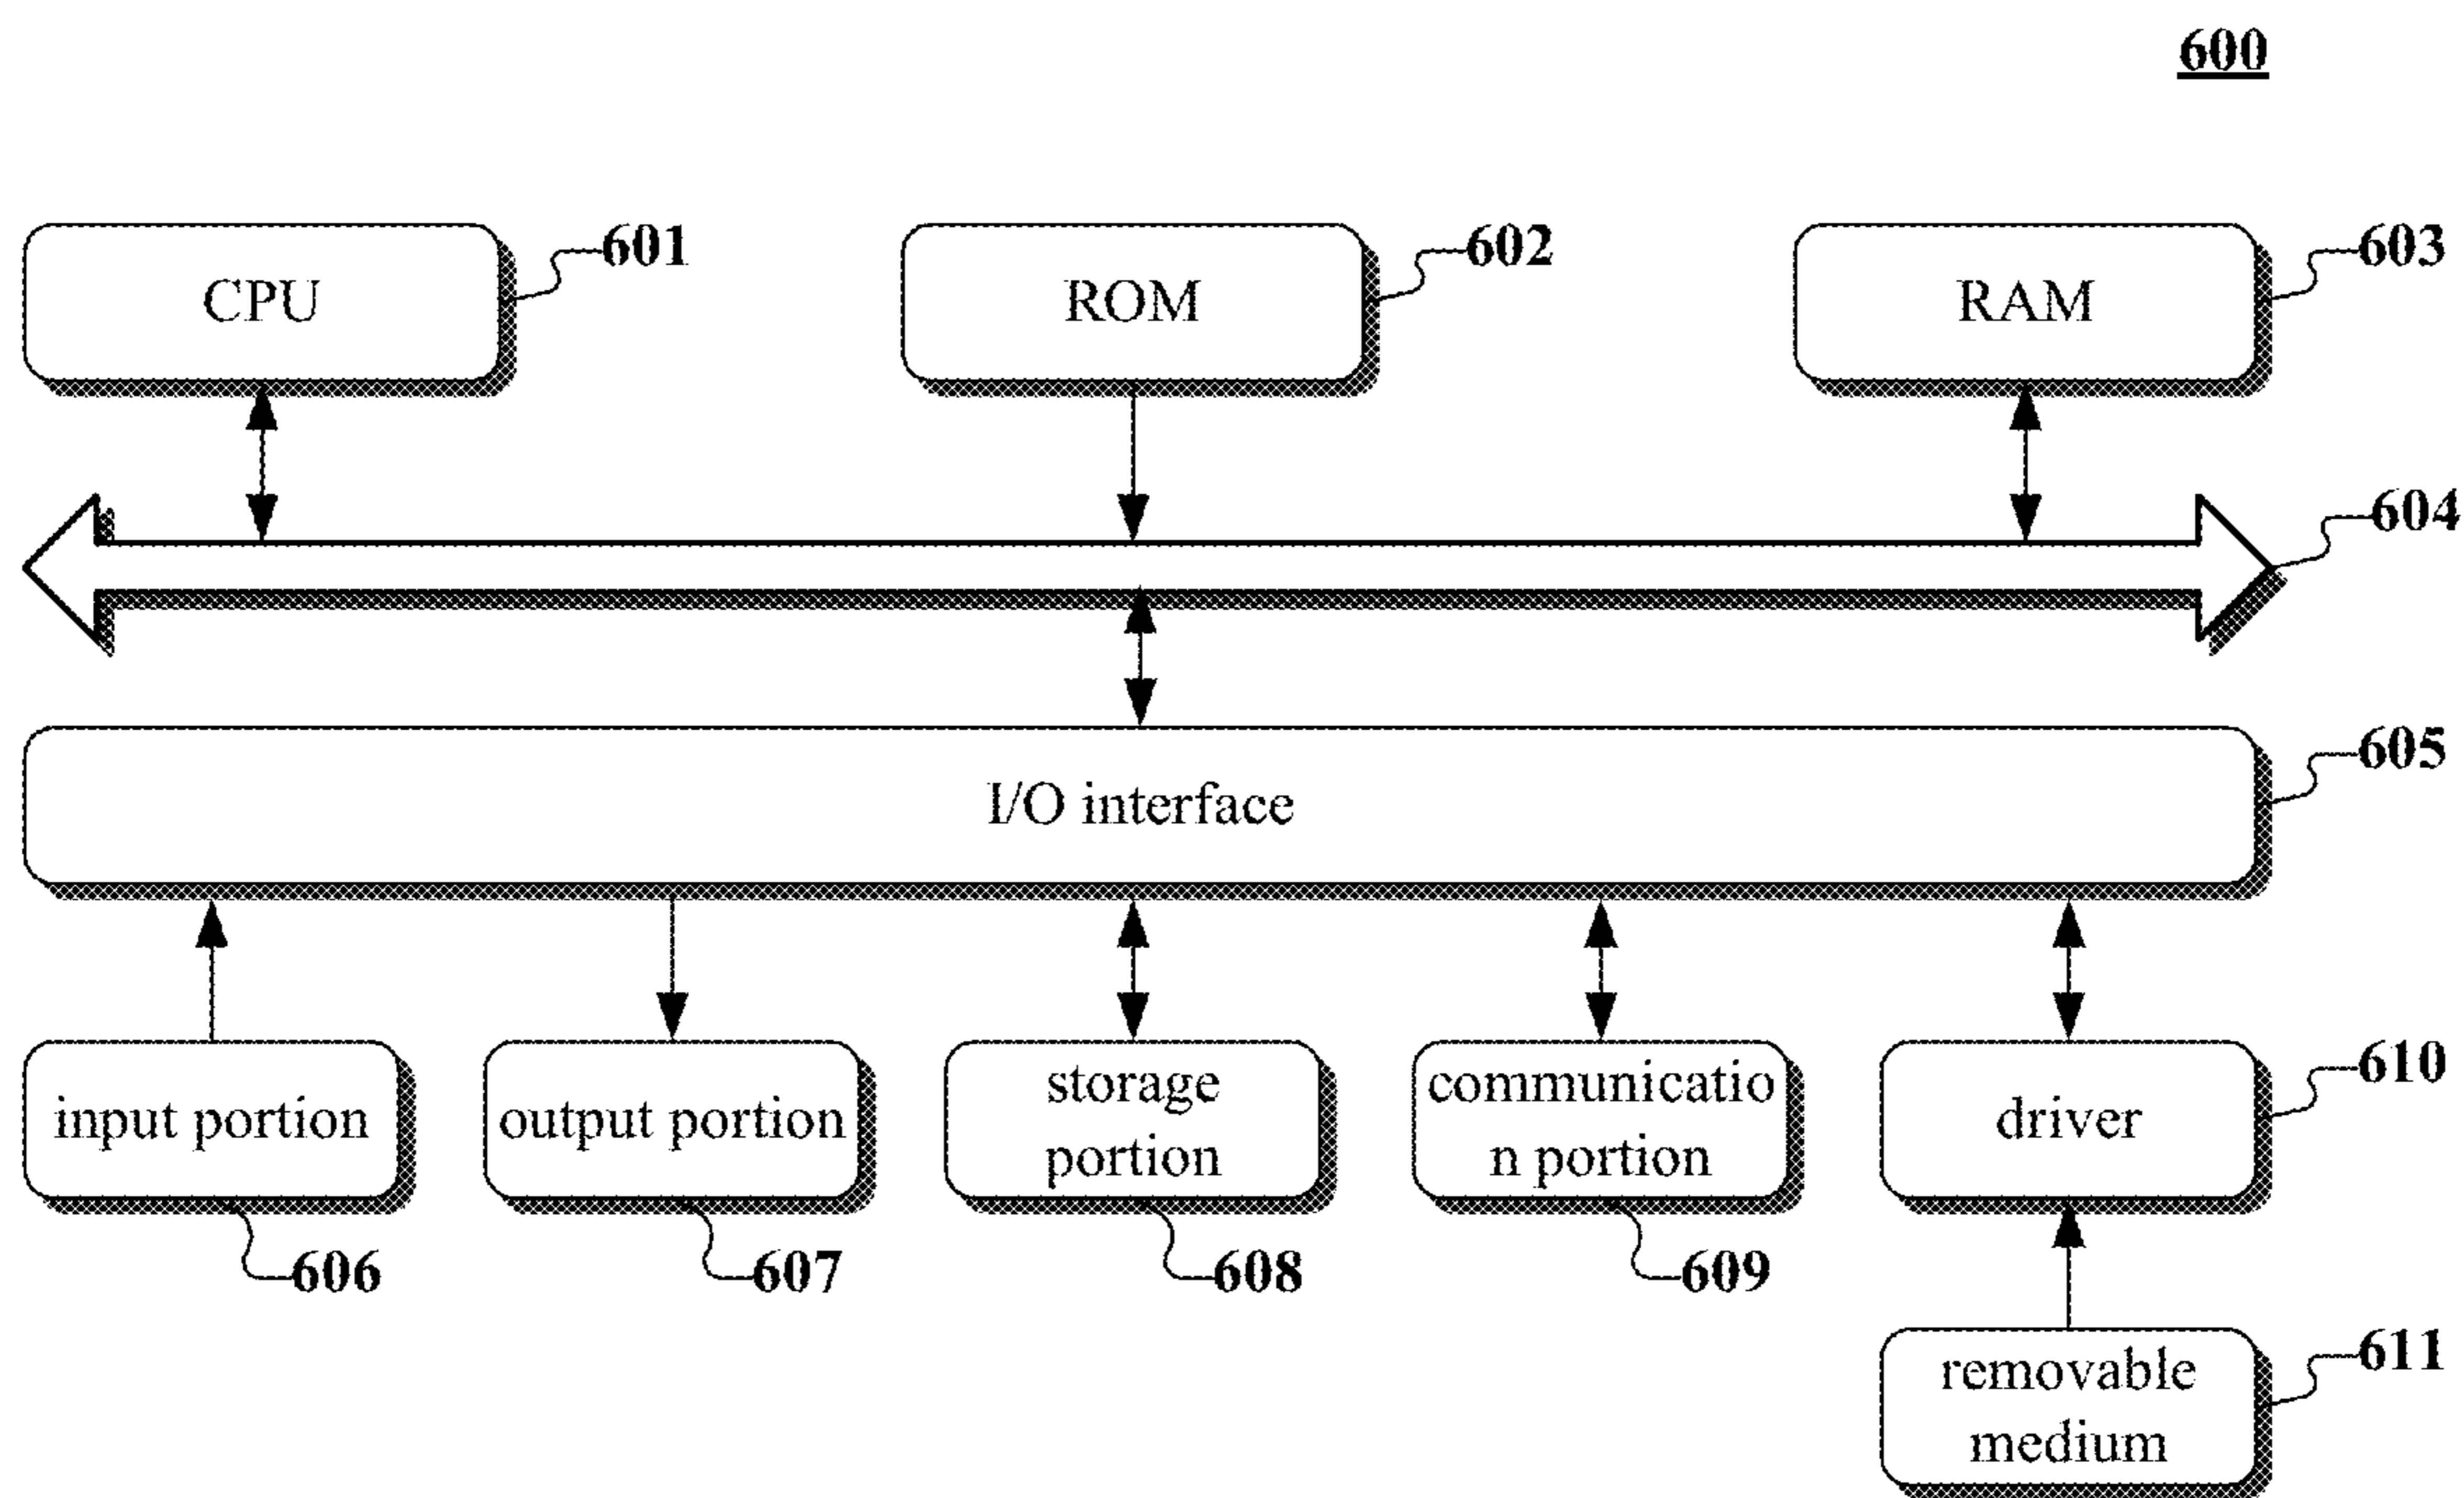 600
CPU
601
ROM
602
RAM
603
604
I/O interface
605
input portion
output portion
storage
portion
communicatio
n portion
driver
610
606
607
608
609
removable
medium
611